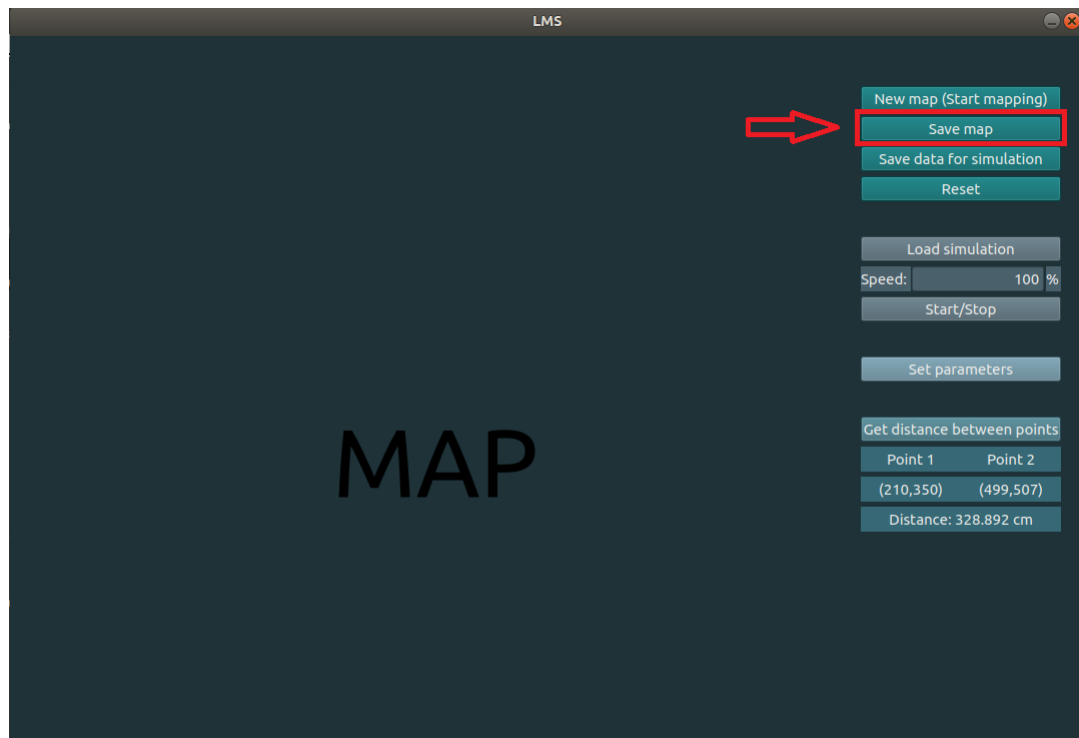 LMS
New map (Start mapping)
Save map
Save data for simulation
Reset
Load simulation
Speed: 100 %
Start/Stop
Set parameters
MAP
Get distance between points
Point 1 Point 2
(210,350) (499,507)
Distance: 328.892 cm